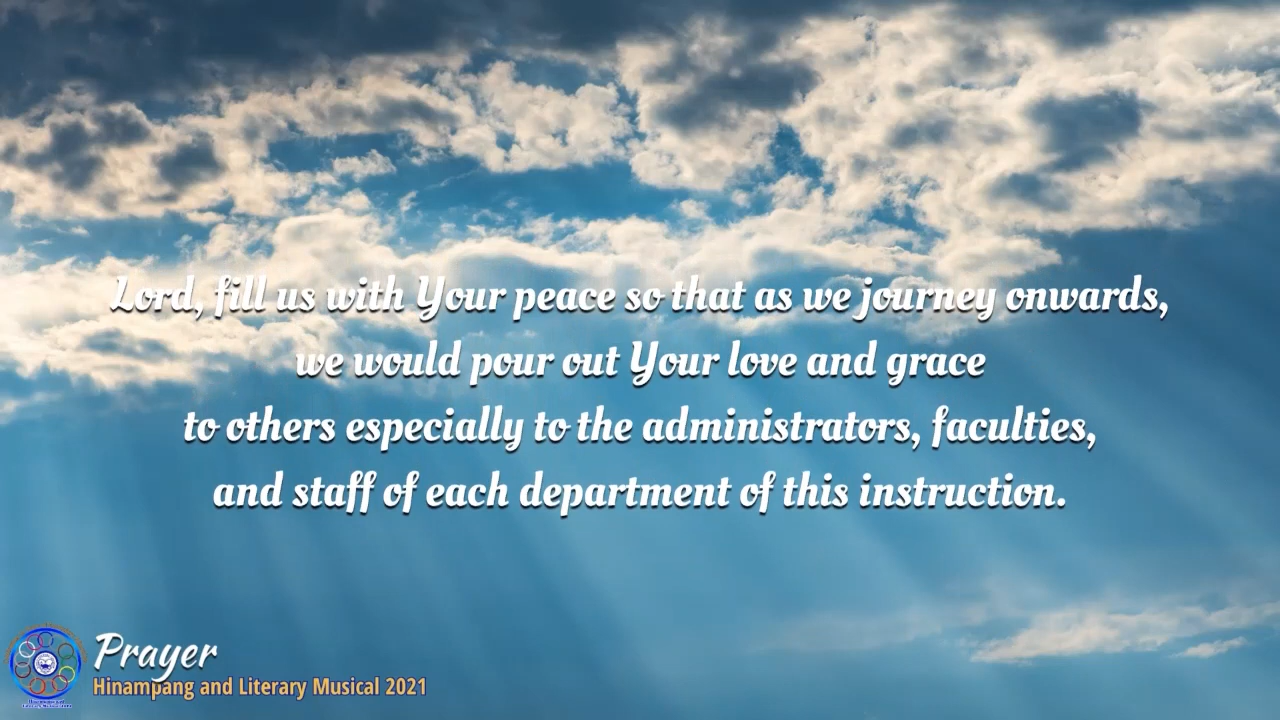 Lord, fill us with Your peace so that as we journey onwards,
we would pour out Your love and grace
to others especially to the administrators, faculties,
and staff of each department of this instruction.
Prayer
Hinampang and Literary Musical 2021